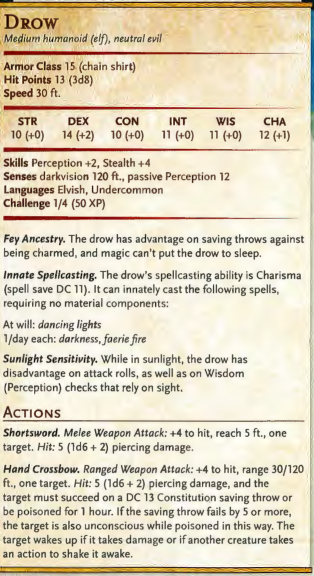 DROW
Medium humanoid (elf), neutral evil
Armor Class 15 (chain shirt)
Hit Points 13 (3d8)
Speed 30 ft.
STR DEX CON INT WIS CHA
10 (+0) 14 (+2) 10 (+0) 11 (+0) 11 (+0) 12 (+1)
Skills Perception +2, Stealth +4
Senses darkvision 120 ft., passive Perception 12
Languages Elvish, Undercommon
Challenge 1/4 (50 XP)
Fey Ancestry. The drow has advantage on saving throws against
being charmed, and magic can't put the drow to sleep.
Innate Spellcasting. The drow's spellcasting ability is Charisma
(spell save DC 11). It can innately cast the following spells,
requiring no material components:
At will: dancing lights
1/day each: darkness, faerie fire
Sunlight Sensitivity. While in sunlight, the drow has
disadvantage on attack rolls, as well as on Wisdom
(Perception) checks that rely on sight.
ACTIONS
Shortsword. Melee Weapon Attack: +4 to hit, reach 5 ft., one
target. Hit: 5 (1d6 + 2) piercing damage.
Hand Crossbow. Ranged Weapon Attack: +4 to hit, range 30/120
ft., one target. Hit: 5 (1d6 + 2) piercing damage, and the
target must succeed on a DC 13 Constitution saving throw or
be poisoned for 1 hour. If the saving throw fails by 5 or more,
the target is also unconscious while poisoned in this way. The
target wakes up if it takes damage or if another creature takes
an action to shake it awake.